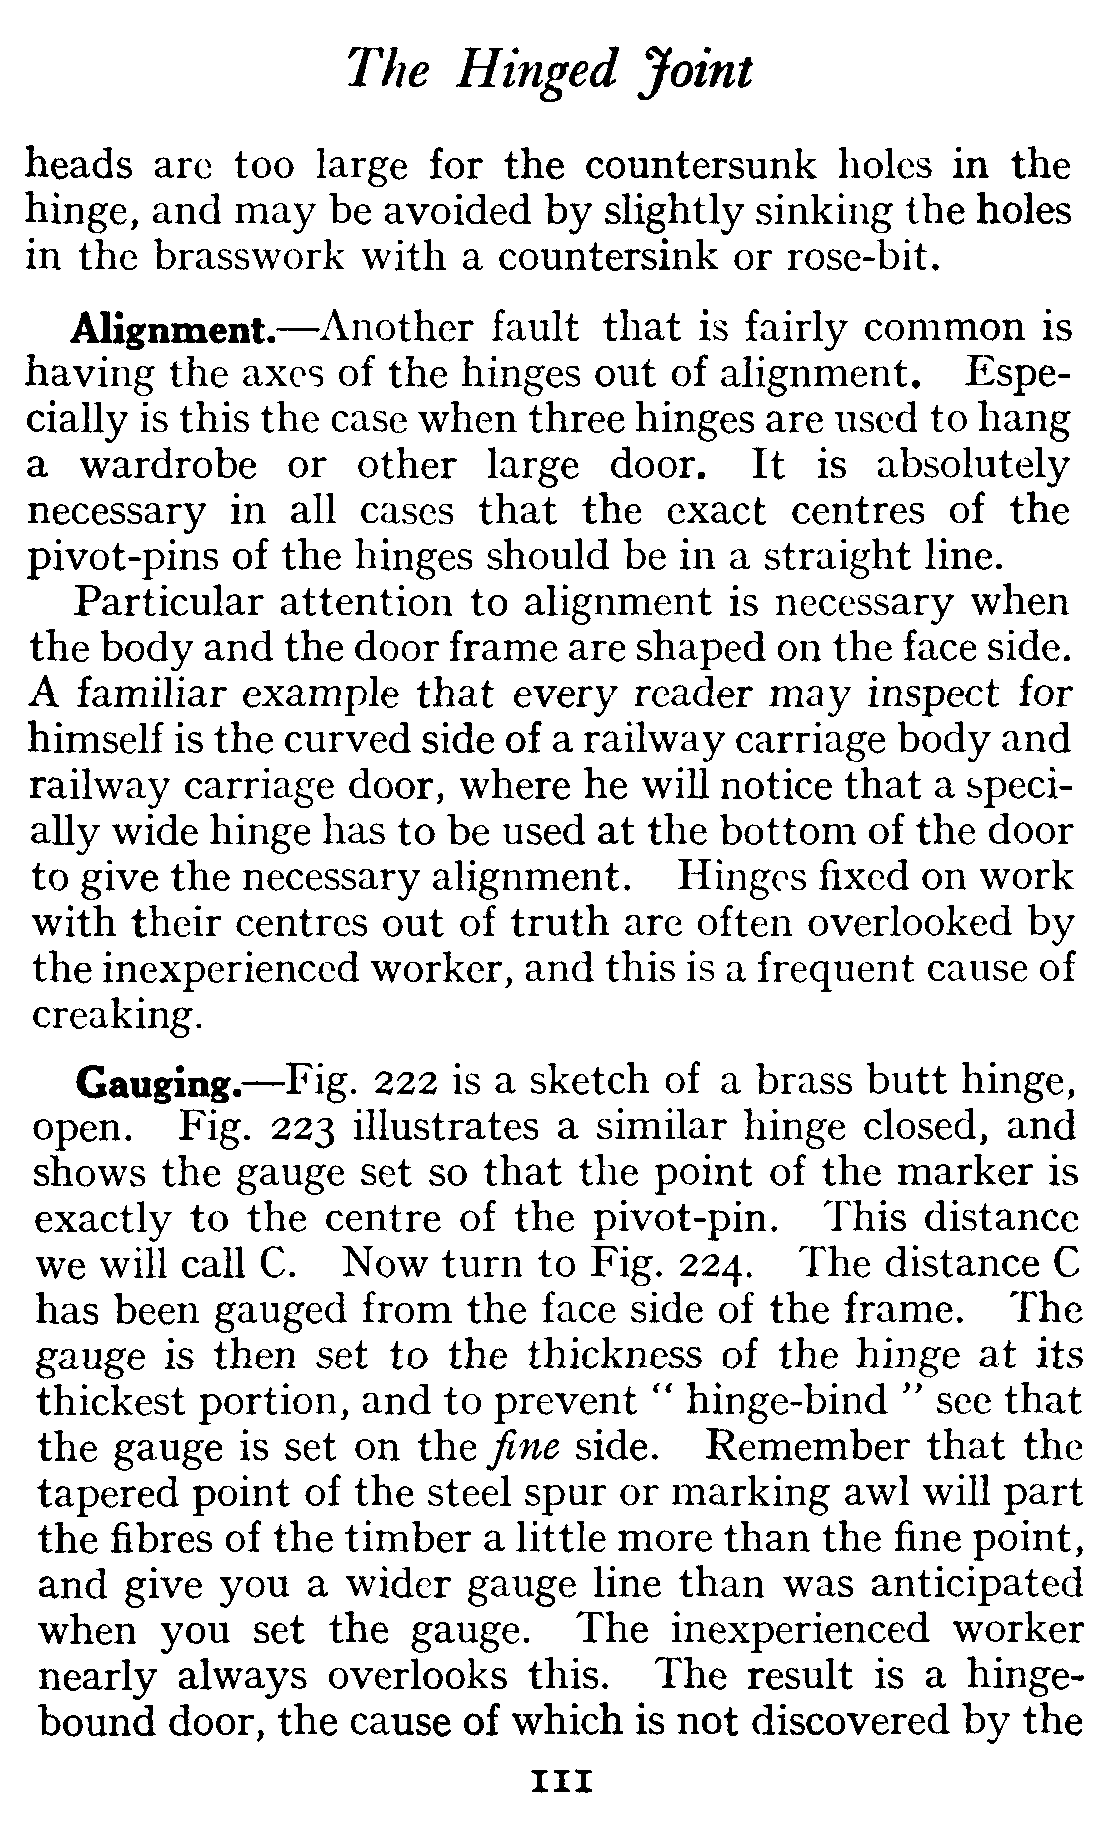 The Hinged Joint
heads are too large for the countersunk holes in the
hinge, and may be avoided by slightly sinking the holes
in the brasswork with a countersink or rose-bit.
Alignment.—Another fault that is fairly common is
having the axes of the hinges out of alignment. Espe-
cially is this the case when three hinges are used to hang
a wardrobe or other large door. It is absolutely
necessary in all cases that the exact centres of the
pivot-pins of the hinges should be in a straight line.
Particular attention to alignment is necessary when
the body and the door frame are shaped on the face side.
A familiar example that every reader may inspect for
himself is the curved side of a railway carriage body and
railway carriage door, where he will notice that a speci-
ally wide hinge has to be used at the bottom of the door
to give the necessary alignment. Hinges fixed on work
with their centres out of truth are often overlooked by
the inexperienced worker, and this is a frequent cause of
creaking.
Gauging.—Fig. 222 is a sketch of a brass butt hinge,
open. Fig. 223 illustrates a similar hinge closed, and
shows the gauge set so that the point of the marker is
exactly to the centre of the pivot-pin. This distance
we will call C. Now turn to Fig. 224. The distance C
has been gauged from the face side of the frame. The
gauge is then set to the thickness of the hinge at its
thickest portion, and to prevent “ hinge-bind ” see that
the gauge is set on the fine side. Remember that the
tapered point of the steel spur or marking awl will part
the fibres of the timber a little more than the fine point,
and give you a wider gauge line than was anticipated
when you set the gauge. The inexperienced worker
nearly always overlooks this. The result is a hinge-
bound door, the cause of which is not discovered by the
111